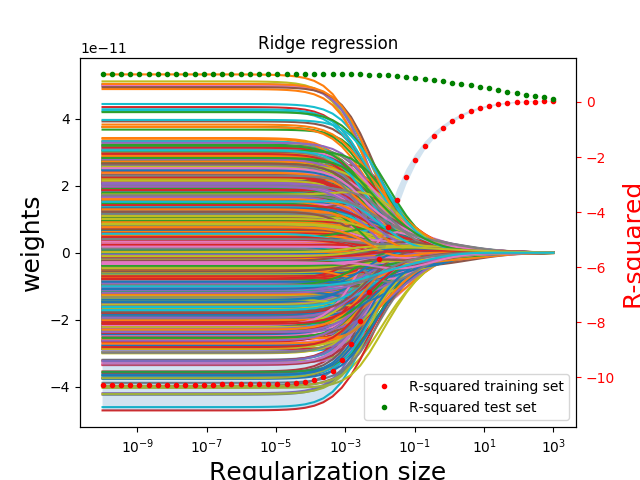 Ridge regression
1e−11
weights
4
2
0
−2
−4
0
−2
−4
−6
−8
−10
R-squared
R-squared training set
R-squared test set
10⁻⁹
10⁻⁷
10⁻⁵
10⁻³
10⁻¹
10¹
10³
Regularization size